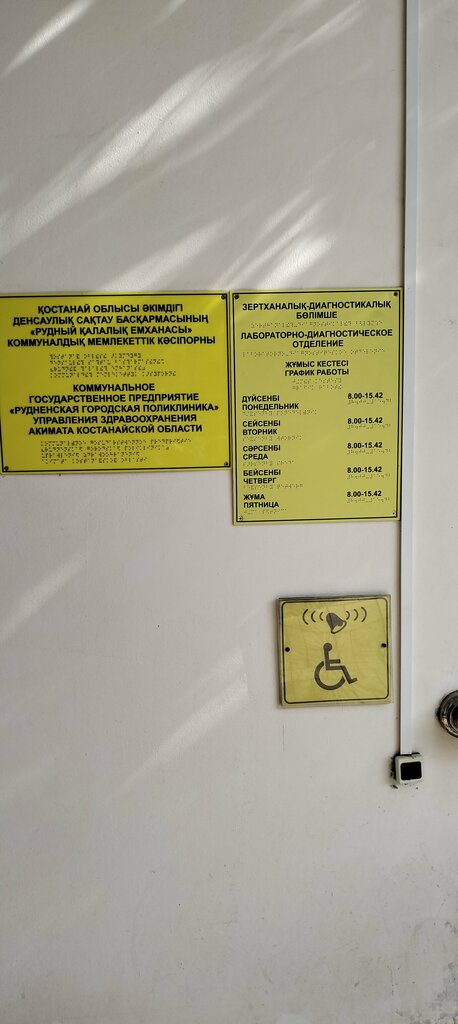 ҚОСТАНАЙ ОБЛЫСЫ ӘКІМДІГІ
ДЕНСАУЛЫҚ САҚТАУ БАСҚАРМАСЫНЫҢ
«РУДНЫЙ ҚАЛАЛЫҚ ЕМХАНАСЫ»
КОММУНАЛДЫҚ МЕМЛЕКЕТТІК КӘСІПОРНЫ
КОММУНАЛЬНОЕ
ГОСУДАРСТВЕННОЕ ПРЕДПРИЯТИЕ
«РУДНЕНСКАЯ ГОРОДСКАЯ ПОЛИКЛИНИКА»
УПРАВЛЕНИЯ ЗДРАВООХРАНЕНИЯ
АКИМАТА КОСТАНАЙСКОЙ ОБЛАСТИ
ЗЕРТХАНАЛЫҚ-ДИАГНОСТИКАЛЫҚ
БӨЛІМШЕ
ЛАБОРАТОРНО-ДИАГНОСТИЧЕСКОЕ
ОТДЕЛЕНИЕ
ЖҰМЫС КЕСТЕСІ
ГРАФИК РАБОТЫ
ДҮЙСЕНБІ 8.00-15.42
ПОНЕДЕЛЬНИК
СЕЙСЕНБІ 8.00-15.42
ВТОРНИК
СӘРСЕНБІ 8.00-15.42
СРЕДА
БЕЙСЕНБІ 8.00-15.42
ЧЕТВЕРГ
ЖҰМА 8.00-15.42
ПЯТНИЦА